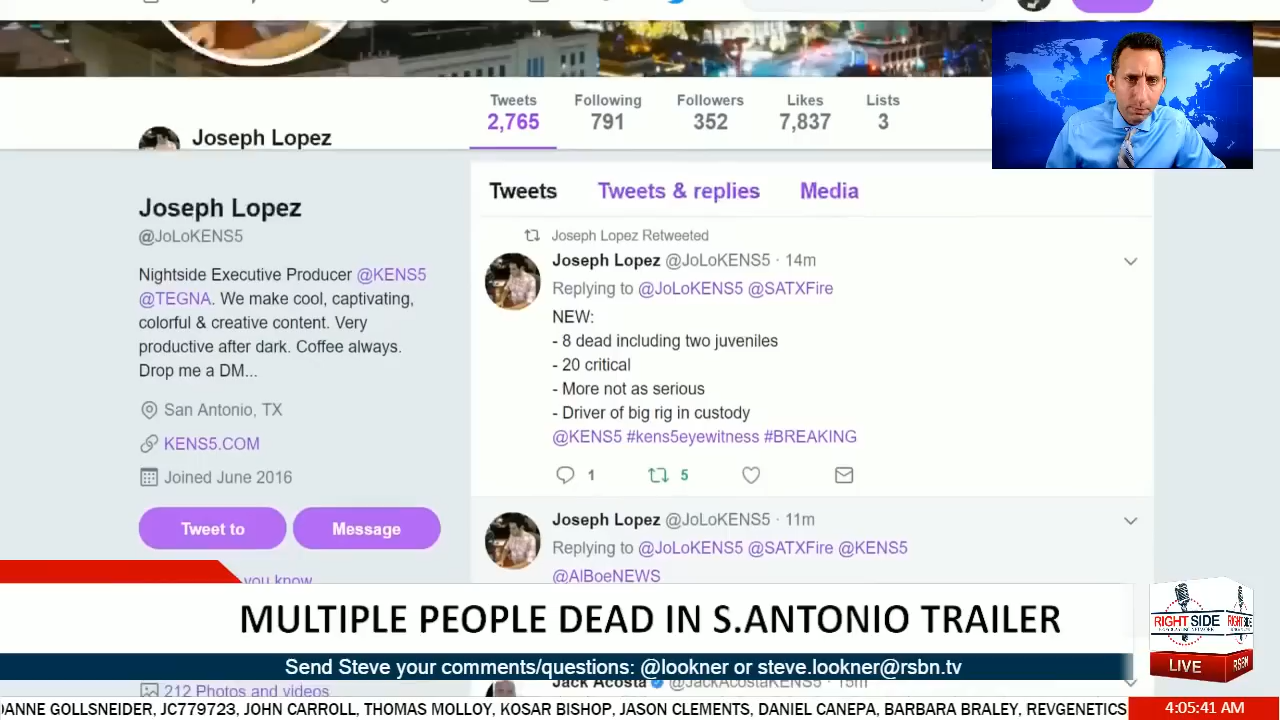 Tweets Following Followers Likes Lists
2,765 791 352 7,837 3
Joseph Lopez
Joseph Lopez
@JoLoKENS5
Nightside Executive Producer @KENS5
@TEGNA. We make cool, captivating,
colorful & creative content. Very
productive after dark. Coffee always.
Drop me a DM...
San Antonio, TX
KENS5.COM
Joined June 2016
Tweet to Message
you know
212 Photos and videos
Tweets Tweets & replies Media
Joseph Lopez Retweeted
Joseph Lopez @JoLoKENS5 · 14m
Replying to @JoLoKENS5 @SATXFire
NEW:
- 8 dead including two juveniles
- 20 critical
- More not as serious
- Driver of big rig in custody
@KENS5 #kens5eyewitness #BREAKING
1 5
Joseph Lopez @JoLoKENS5 · 11m
Replying to @JoLoKENS5 @SATXFire @KENS5
@AlBoeNEWS
Jack Acosta @JackAcostaKENS5 · 15m
MULTIPLE PEOPLE DEAD IN S.ANTONIO TRAILER
Send Steve your comments/questions: @lookner or steve.lookner@rsbn.tv
RIGHT SIDE
LIVE RSBN
DANNE GOLLSNEIDER, JC779723, JOHN CARROLL, THOMAS MOLLOY, KOSAR BISHOP, JASON CLEMENTS, DANIEL CANEPA, BARBARA BRALEY, REVGENETICS
4:05:41 AM